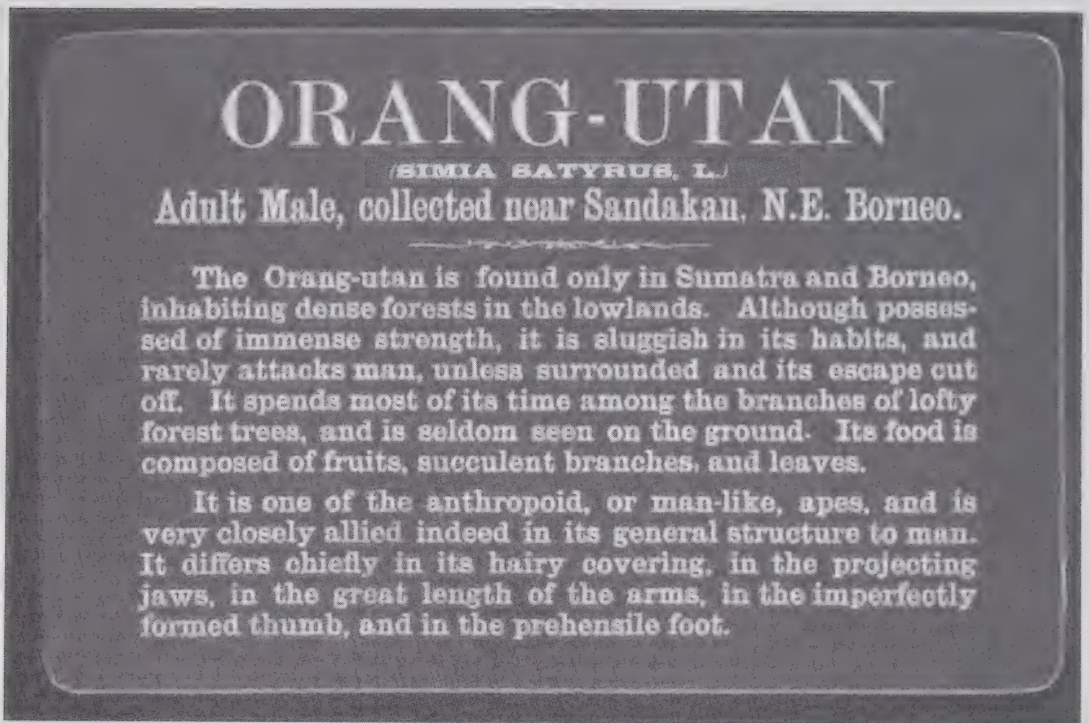 ORANG-UTAN
(SIMIA SATYRUS, L.)
Adult Male, collected near Sandakan, N.E. Borneo.
The Orang-utan is found only in Sumatra and Borneo,
inhabiting dense forests in the lowlands. Although posses-
sed of immense strength, it is sluggish in its habits, and
rarely attacks man, unless surrounded and its escape cut
off. It spends most of its time among the branches of lofty
forest trees, and is seldom seen on the ground. Its food is
composed of fruits, succulent branches, and leaves.
It is one of the anthropoid, or man-like, apes, and is
very closely allied indeed in its general structure to man.
It differs chiefly in its hairy covering, in the projecting
jaws, in the great length of the arms, in the imperfectly
formed thumb, and in the prehensile foot.